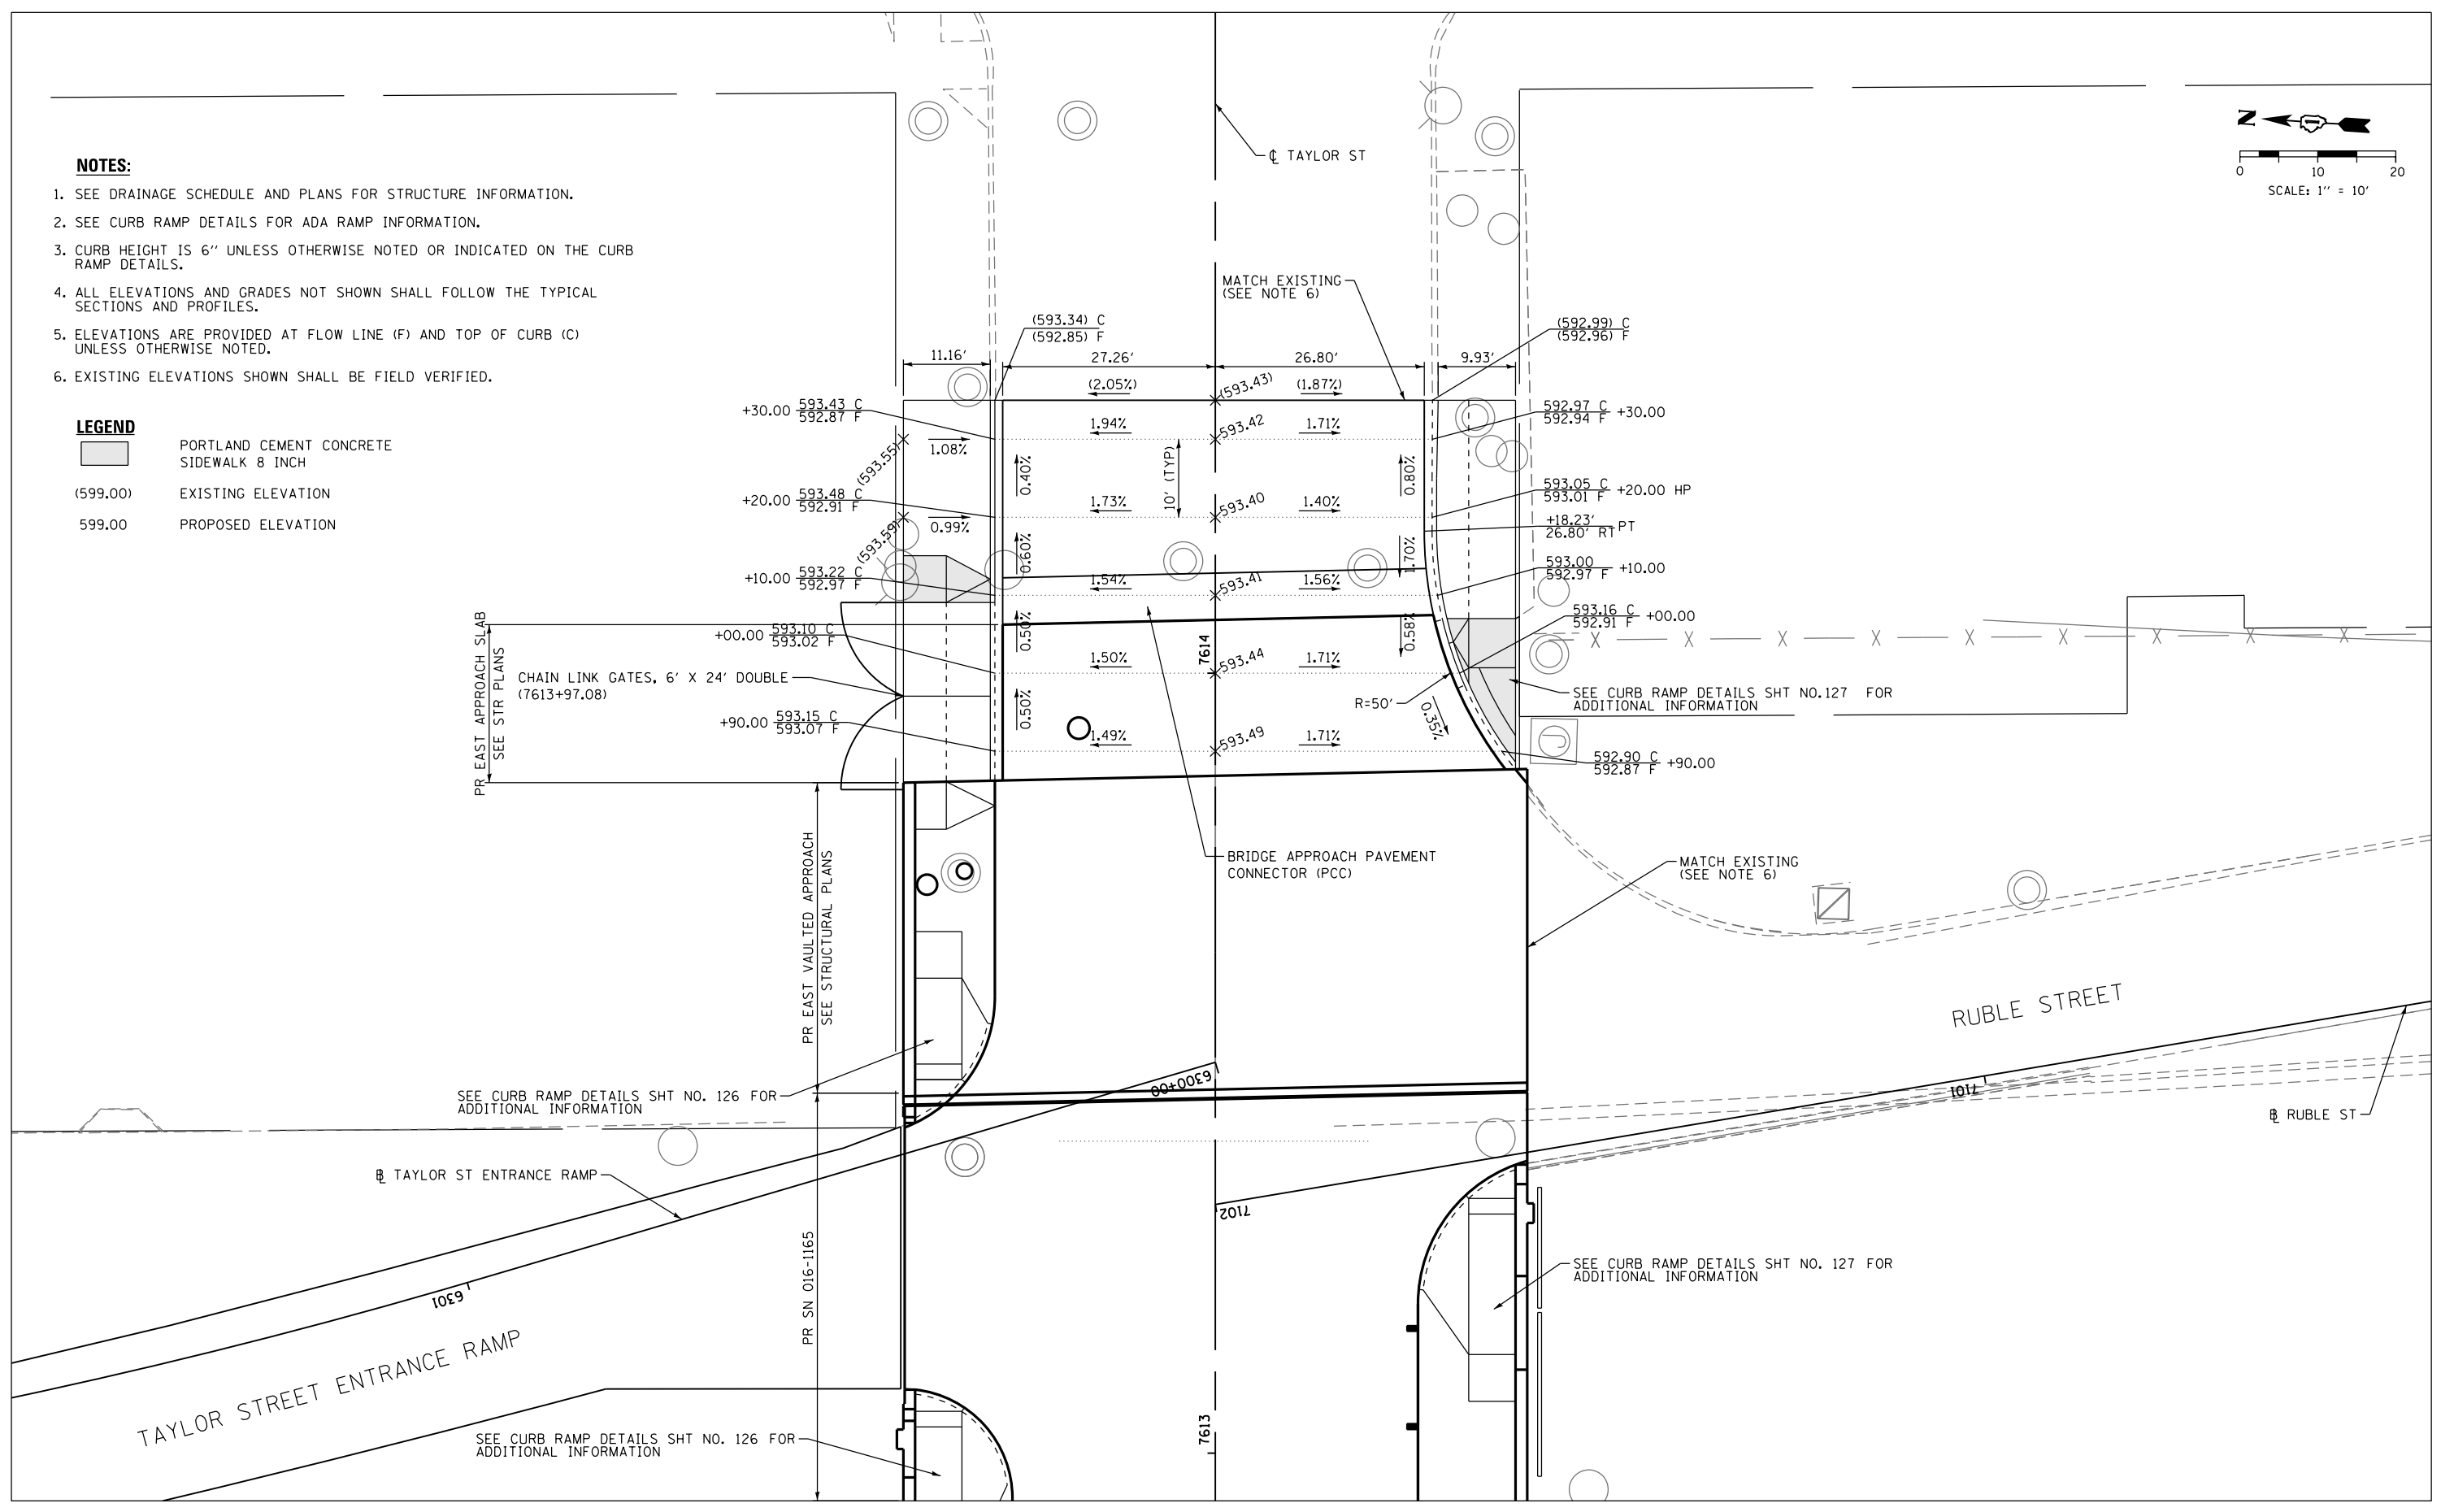 NOTES:
1. SEE DRAINAGE SCHEDULE AND PLANS FOR STRUCTURE INFORMATION.
2. SEE CURB RAMP DETAILS FOR ADA RAMP INFORMATION.
3. CURB HEIGHT IS 6'' UNLESS OTHERWISE NOTED OR INDICATED ON THE CURB
RAMP DETAILS.
4. ALL ELEVATIONS AND GRADES NOT SHOWN SHALL FOLLOW THE TYPICAL
SECTIONS AND PROFILES.
5. ELEVATIONS ARE PROVIDED AT FLOW LINE (F) AND TOP OF CURB (C)
UNLESS OTHERWISE NOTED.
6. EXISTING ELEVATIONS SHOWN SHALL BE FIELD VERIFIED.
LEGEND
PORTLAND CEMENT CONCRETE
SIDEWALK 8 INCH
(599.00) EXISTING ELEVATION
599.00 PROPOSED ELEVATION
℄ TAYLOR ST
N
0 10 20
SCALE: 1'' = 10'
MATCH EXISTING
(SEE NOTE 6)
(593.34) C
(592.85) F
(592.99) C
(592.96) F
11.16' 27.26' 26.80' 9.93'
(2.05%) (593.43) (1.87%)
+30.00 593.43 C
592.87 F
1.94% 593.42 1.71%
592.97 C
592.94 F +30.00
(593.55) 1.08%
0.40% 10' (TYP) 0.80%
+20.00 593.48 C
592.91 F
1.73% 593.40 1.40%
593.05 C
593.01 F +20.00 HP
(593.59) 0.99%
+18.23'
26.80' RT PT
0.60% 1.70%
+10.00 593.22 C
592.97 F
1.54% 593.41 1.56%
593.00
592.97 F +10.00
0.50% 0.58%
+00.00 593.10 C
593.02 F
1.50% 7614 593.44 1.71%
593.16 C
592.91 F +00.00
PR EAST APPROACH SLAB
SEE STR PLANS
CHAIN LINK GATES, 6' X 24' DOUBLE
(7613+97.08)
0.50%
R=50'
0.35%
SEE CURB RAMP DETAILS SHT NO.127 FOR
ADDITIONAL INFORMATION
+90.00 593.15 C
593.07 F
1.49% 593.49 1.71%
592.90 C
592.87 F +90.00
J
PR EAST VAULTED APPROACH
SEE STRUCTURAL PLANS
BRIDGE APPROACH PAVEMENT
CONNECTOR (PCC)
MATCH EXISTING
(SEE NOTE 6)
RUBLE STREET
6300+00
7101
SEE CURB RAMP DETAILS SHT NO. 126 FOR
ADDITIONAL INFORMATION
BL RUBLE ST
BL TAYLOR ST ENTRANCE RAMP
7102
PR SN 016-1165
SEE CURB RAMP DETAILS SHT NO. 127 FOR
ADDITIONAL INFORMATION
6301
TAYLOR STREET ENTRANCE RAMP
7613
SEE CURB RAMP DETAILS SHT NO. 126 FOR
ADDITIONAL INFORMATION